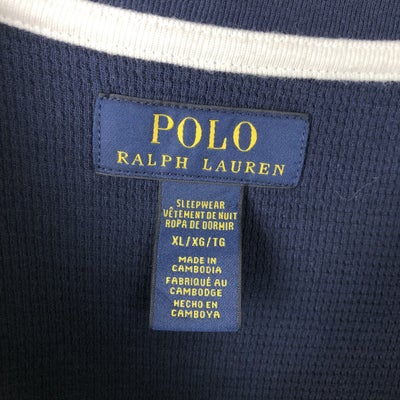 POLO
RALPH LAUREN
SLEEPWEAR
VÊTEMENT DE NUIT
ROPA DE DORMIR
XL/XG/TG
MADE IN
CAMBODIA
FABRIQUÉ AU
CAMBODGE
HECHO EN
CAMBOYA